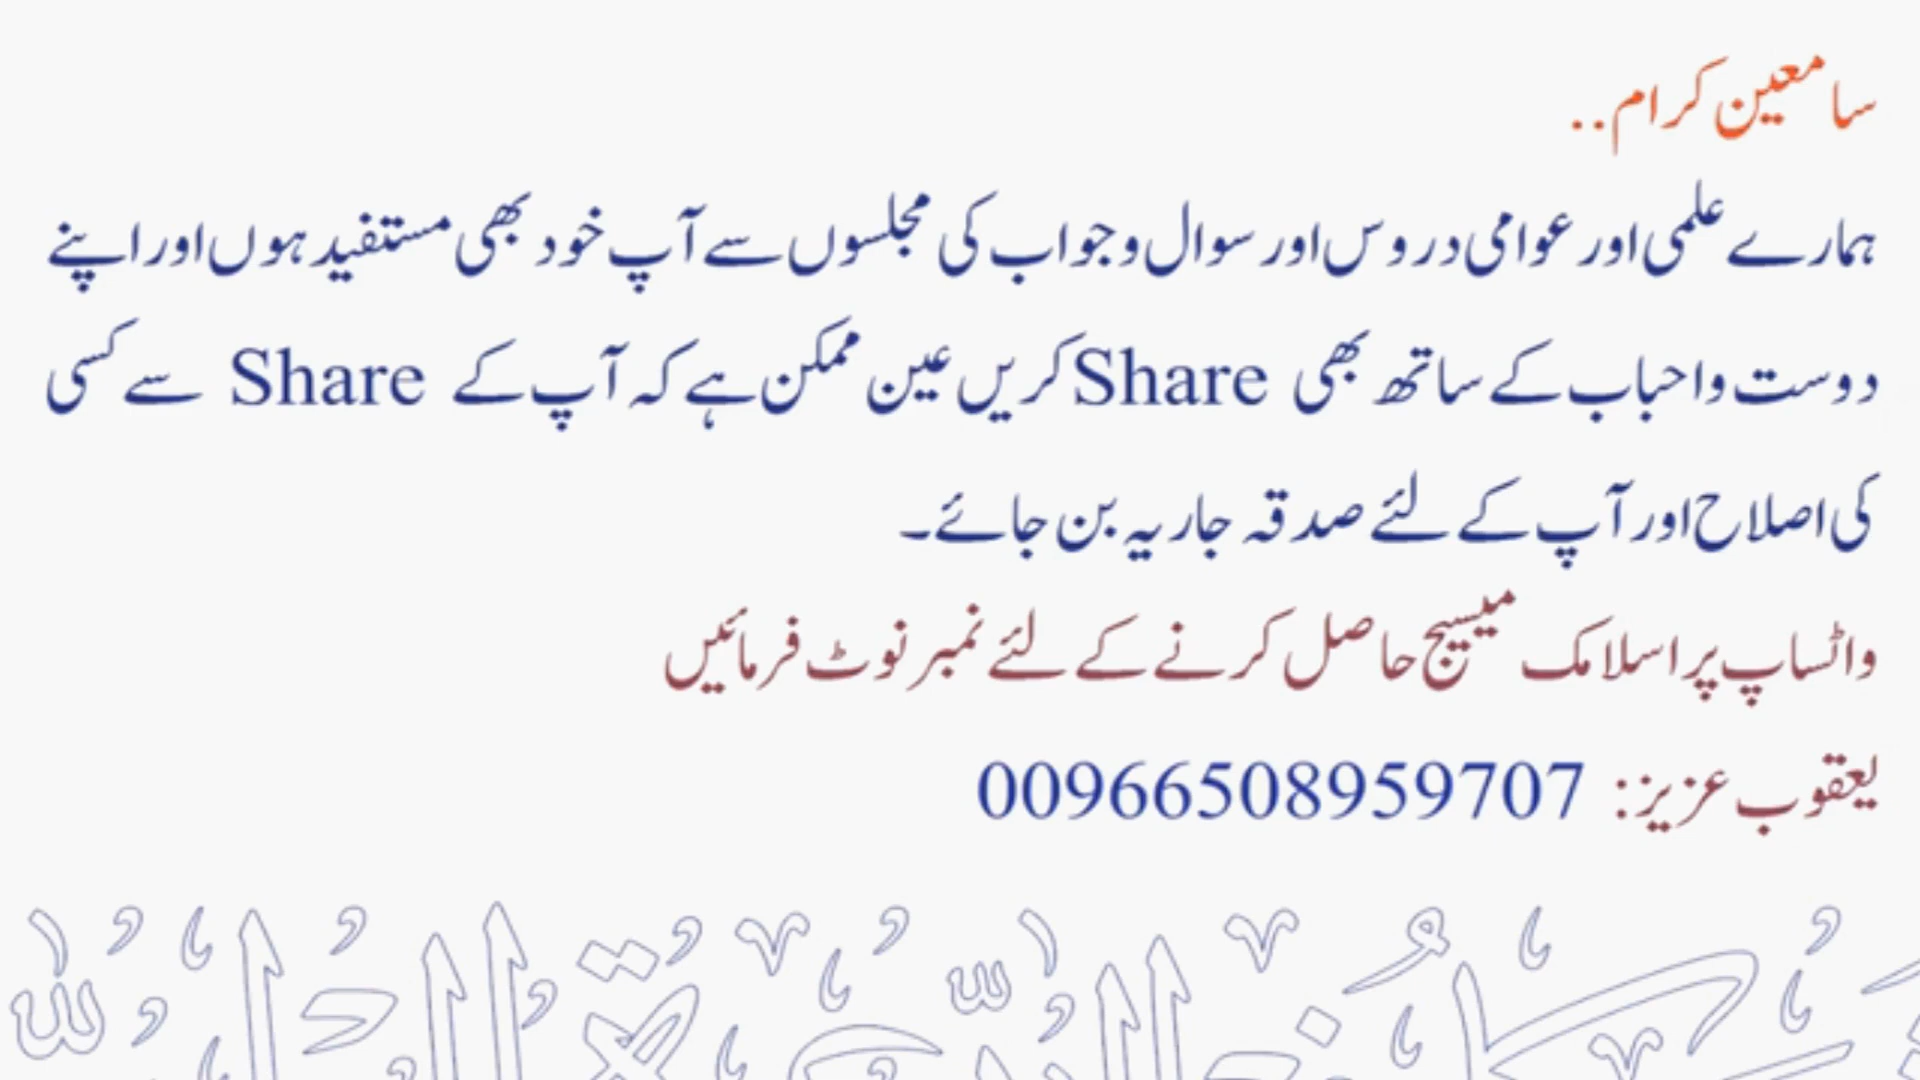 سامعین کرام..
ہمارے علمی اور عوامی دروس اور سوال و جواب کی مجلسوں سے آپ خود بھی مستفید ہوں اور اپنے
دوست واحباب کے ساتھ بھی Share کریں عین ممکن ہے کہ آپ کے Share سے کسی
کی اصلاح اور آپ کے لئے صدقہ جاریہ بن جائے۔
واٹساپ پر اسلامک میسیج حاصل کرنے کے لئے نمبر نوٹ فرمائیں
یعقوب عزیز: 00966508959707